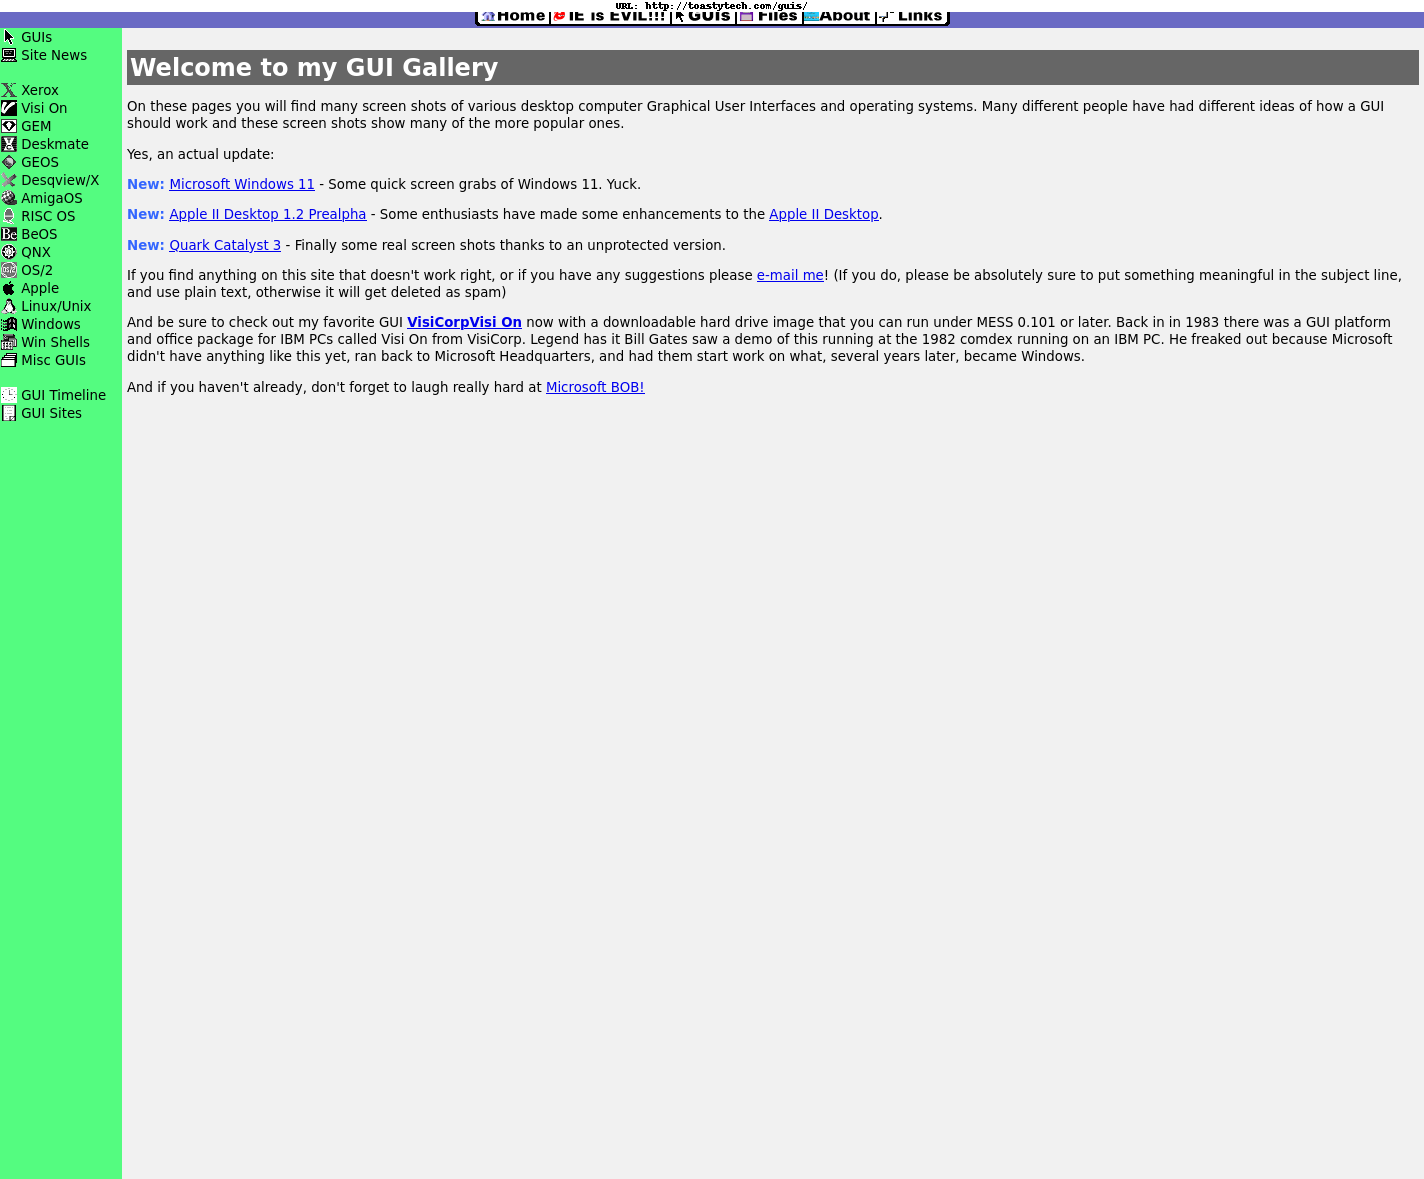 URL: http://toastytech.com/guis/
Home IE is EVIL!!! GUIs Files About Links
GUIs
Site News
Xerox
Visi On
GEM
Deskmate
GEOS
Desqview/X
AmigaOS
RISC OS
BeOS
QNX
OS/2
Apple
Linux/Unix
Windows
Win Shells
Misc GUIs
GUI Timeline
GUI Sites
Welcome to my GUI Gallery
On these pages you will find many screen shots of various desktop computer Graphical User Interfaces and operating systems. Many different people have had different ideas of how a GUI
should work and these screen shots show many of the more popular ones.
Yes, an actual update:
New: Microsoft Windows 11 - Some quick screen grabs of Windows 11. Yuck.
New: Apple II Desktop 1.2 Prealpha - Some enthusiasts have made some enhancements to the Apple II Desktop.
New: Quark Catalyst 3 - Finally some real screen shots thanks to an unprotected version.
If you find anything on this site that doesn't work right, or if you have any suggestions please e-mail me! (If you do, please be absolutely sure to put something meaningful in the subject line,
and use plain text, otherwise it will get deleted as spam)
And be sure to check out my favorite GUI VisiCorpVisi On now with a downloadable hard drive image that you can run under MESS 0.101 or later. Back in in 1983 there was a GUI platform
and office package for IBM PCs called Visi On from VisiCorp. Legend has it Bill Gates saw a demo of this running at the 1982 comdex running on an IBM PC. He freaked out because Microsoft
didn't have anything like this yet, ran back to Microsoft Headquarters, and had them start work on what, several years later, became Windows.
And if you haven't already, don't forget to laugh really hard at Microsoft BOB!